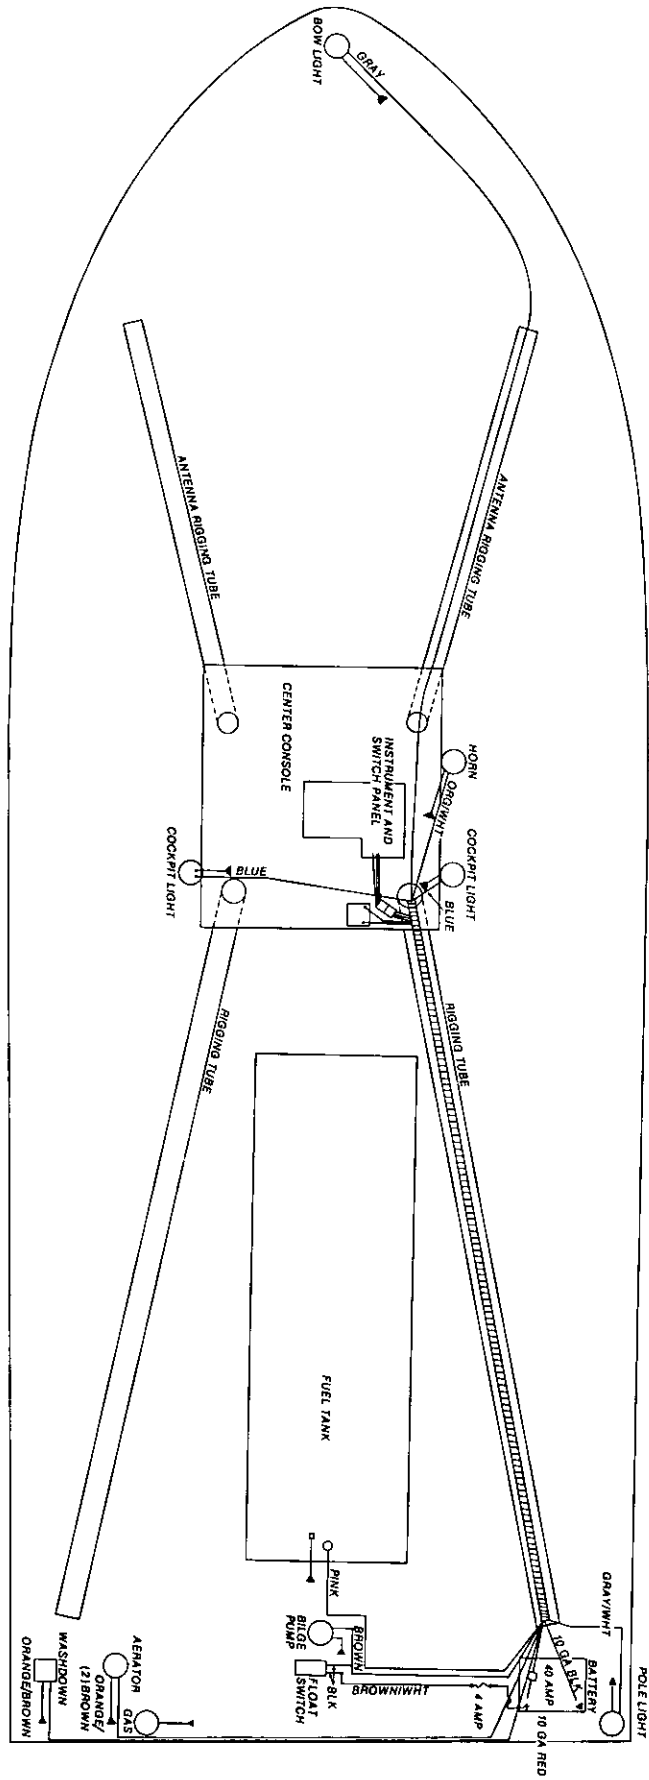 BOW LIGHT
GRAY
ANTENNA RIGGING TUBE
ANTENNA RIGGING TUBE
CENTER CONSOLE
INSTRUMENT AND
SWITCH PANEL
HORN
ORG/WHT
COCKPIT LIGHT
BLUE
COCKPIT LIGHT
BLUE
RIGGING TUBE
RIGGING TUBE
FUEL TANK
PINK
GRAY/WHT
POLE LIGHT
BILGE
PUMP
BROWN
10 GA BLK
BATTERY
40 AMP
FLOAT
SWITCH
BLK
BROWN/WHT
4 AMP
10 GA RED
WASHDOWN
ORANGE/BROWN
AERATOR
ORANGE/
(2) BROWN
GAS